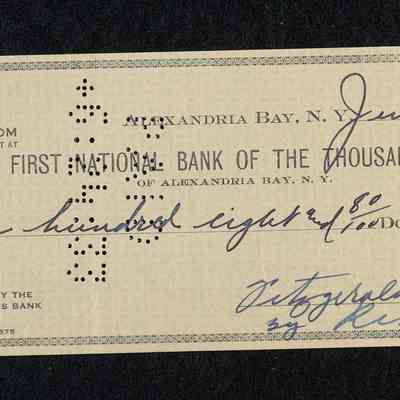 ALEXANDRIA BAY, N. Y.
OM
T AT
FIRST NATIONAL BANK OF THE THOUSA
OF ALEXANDRIA BAY, N. Y.
hundred eight and 80/100 Do
Y THE
S BANK
575
Fitzgerald
by